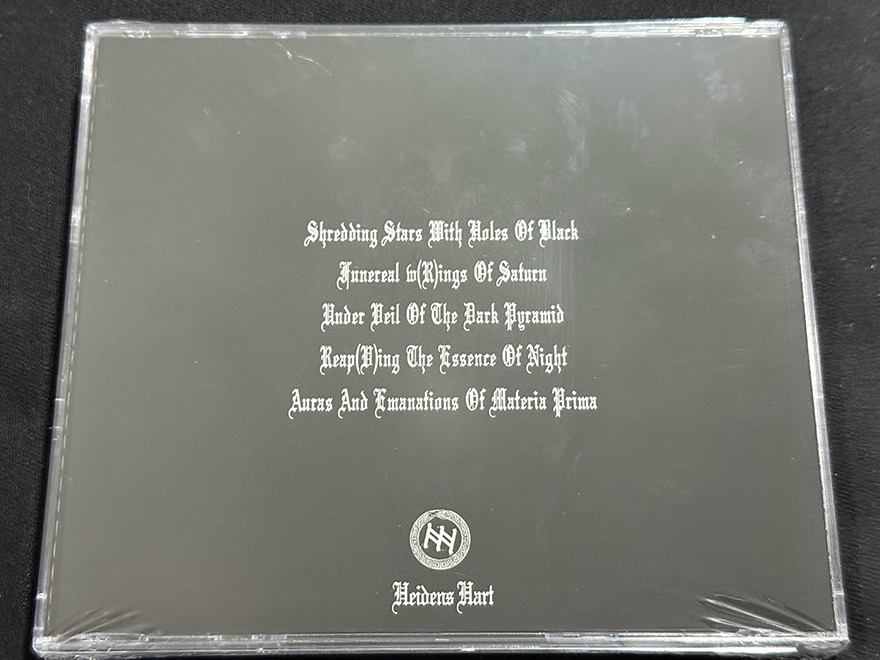 Shredding Stars With Holes Of Black
Funereal w(R)ings Of Saturn
Under Veil Of The Dark Pyramid
Reap(V)ing The Essence Of Night
Auras And Emanations Of Materia Prima
HH
Heidens Hart